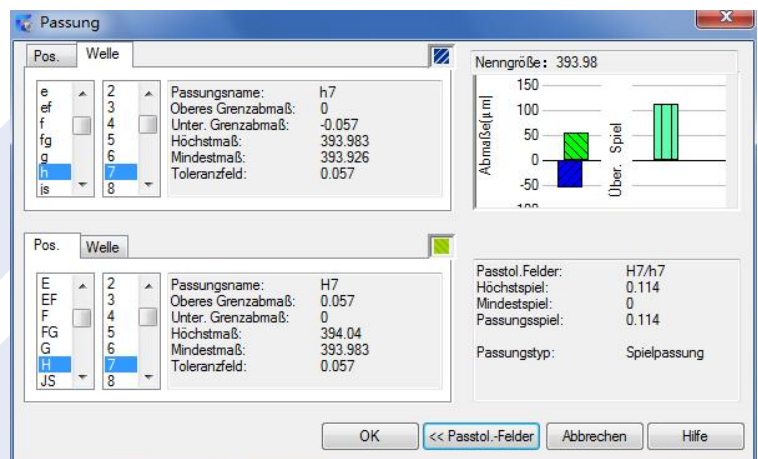 Passung
Pos. Welle
e
ef
f
fg
g
h
js
2
3
4
5
6
7
8
Passungsname: h7
Oberes Grenzabmaß: 0
Unter. Grenzabmaß: -0.057
Höchstmaß: 393.983
Mindestmaß: 393.926
Toleranzfeld: 0.057
Nenngröße: 393.98
Abmaße[µm]
150
100
50
0
-50
-100
Über. Spiel
Pos. Welle
E
EF
F
FG
G
H
JS
2
3
4
5
6
7
8
Passungsname: H7
Oberes Grenzabmaß: 0.057
Unter. Grenzabmaß: 0
Höchstmaß: 394.04
Mindestmaß: 393.983
Toleranzfeld: 0.057
Passtol.Felder: H7/h7
Höchstspiel: 0.114
Mindestspiel: 0
Passungsspiel: 0.114
Passungstyp: Spielpassung
OK << Passtol.-Felder Abbrechen Hilfe